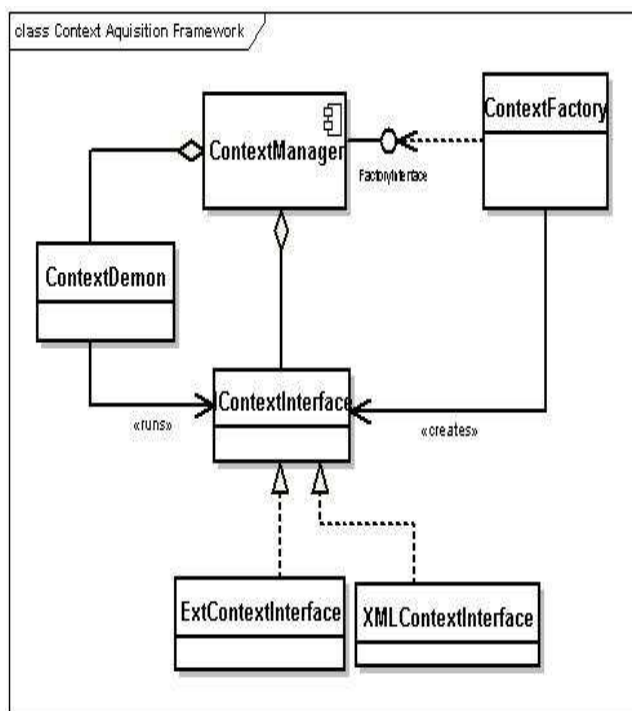 class Context Aquisition Framework
ContextManager
ContextFactory
FactoryInterface
ContextDemon
IContextInterface
«runs»
«creates»
ExtContextInterface
XMLContextInterface